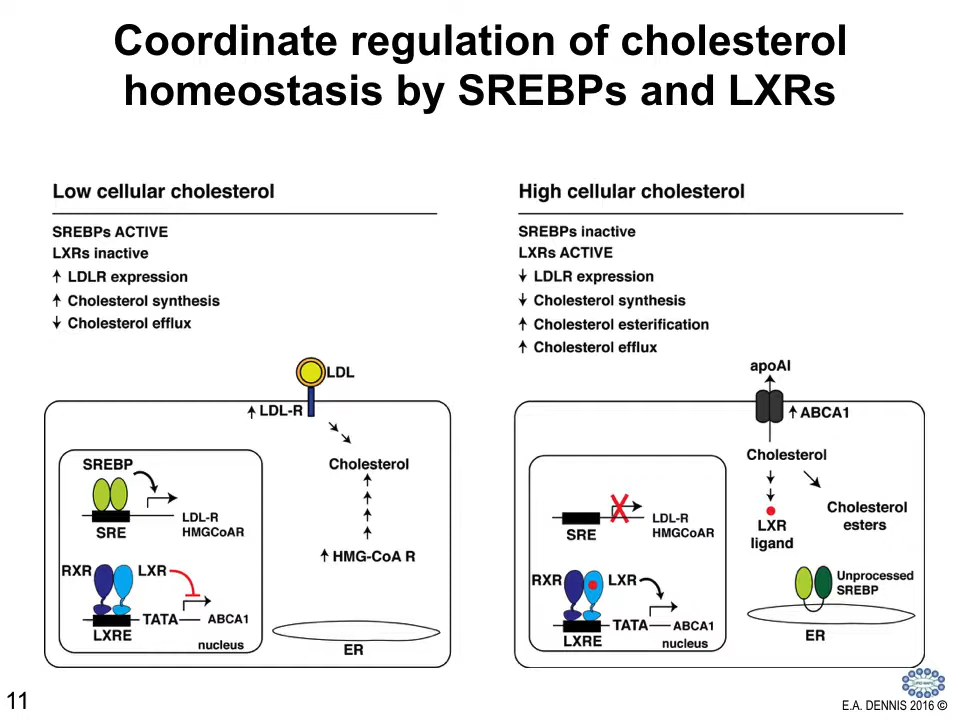 Coordinate regulation of cholesterol
homeostasis by SREBPs and LXRs
Low cellular cholesterol
SREBPs ACTIVE
LXRs inactive
↑ LDLR expression
↑ Cholesterol synthesis
↓ Cholesterol efflux
LDL
↑ LDL-R
Cholesterol
↑ HMG-CoA R
SREBP
SRE
LDL-R
HMGCoAR
RXR
LXR
TATA
ABCA1
LXRE
nucleus
ER
High cellular cholesterol
SREBPs inactive
LXRs ACTIVE
↓ LDLR expression
↓ Cholesterol synthesis
↑ Cholesterol esterification
↑ Cholesterol efflux
apoAI
↑ ABCA1
Cholesterol
Cholesterol
esters
LXR
ligand
SRE
LDL-R
HMGCoAR
RXR
LXR
TATA
ABCA1
LXRE
nucleus
Unprocessed
SREBP
ER
11
E.A. DENNIS 2016 ©